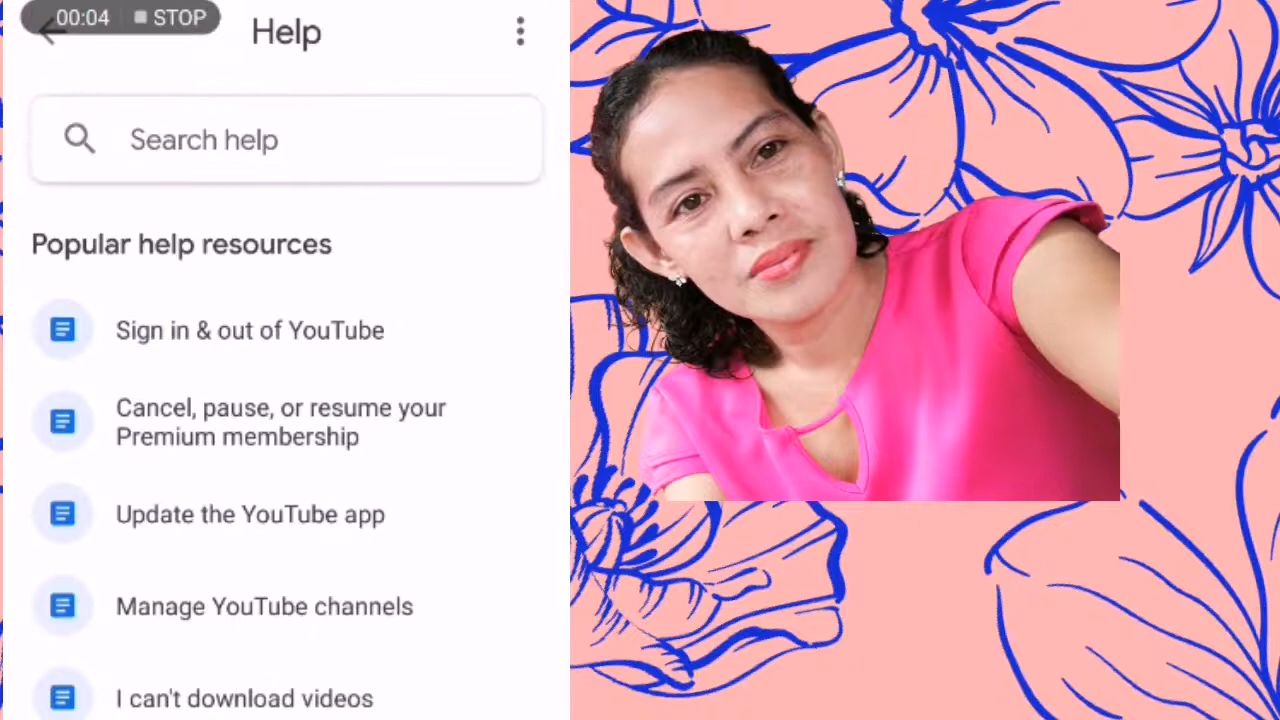 00:04 STOP
Help
Search help
Popular help resources
Sign in & out of YouTube
Cancel, pause, or resume your
Premium membership
Update the YouTube app
Manage YouTube channels
I can't download videos